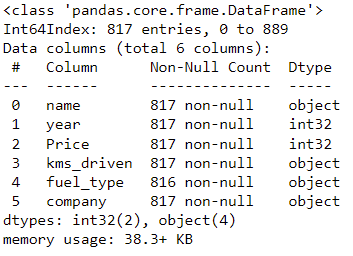 <class 'pandas.core.frame.DataFrame'>
Int64Index: 817 entries, 0 to 889
Data columns (total 6 columns):
 #   Column      Non-Null Count  Dtype
---  ------      --------------  -----
 0   name        817 non-null    object
 1   year        817 non-null    int32
 2   Price       817 non-null    int32
 3   kms_driven  817 non-null    object
 4   fuel_type   816 non-null    object
 5   company     817 non-null    object
dtypes: int32(2), object(4)
memory usage: 38.3+ KB